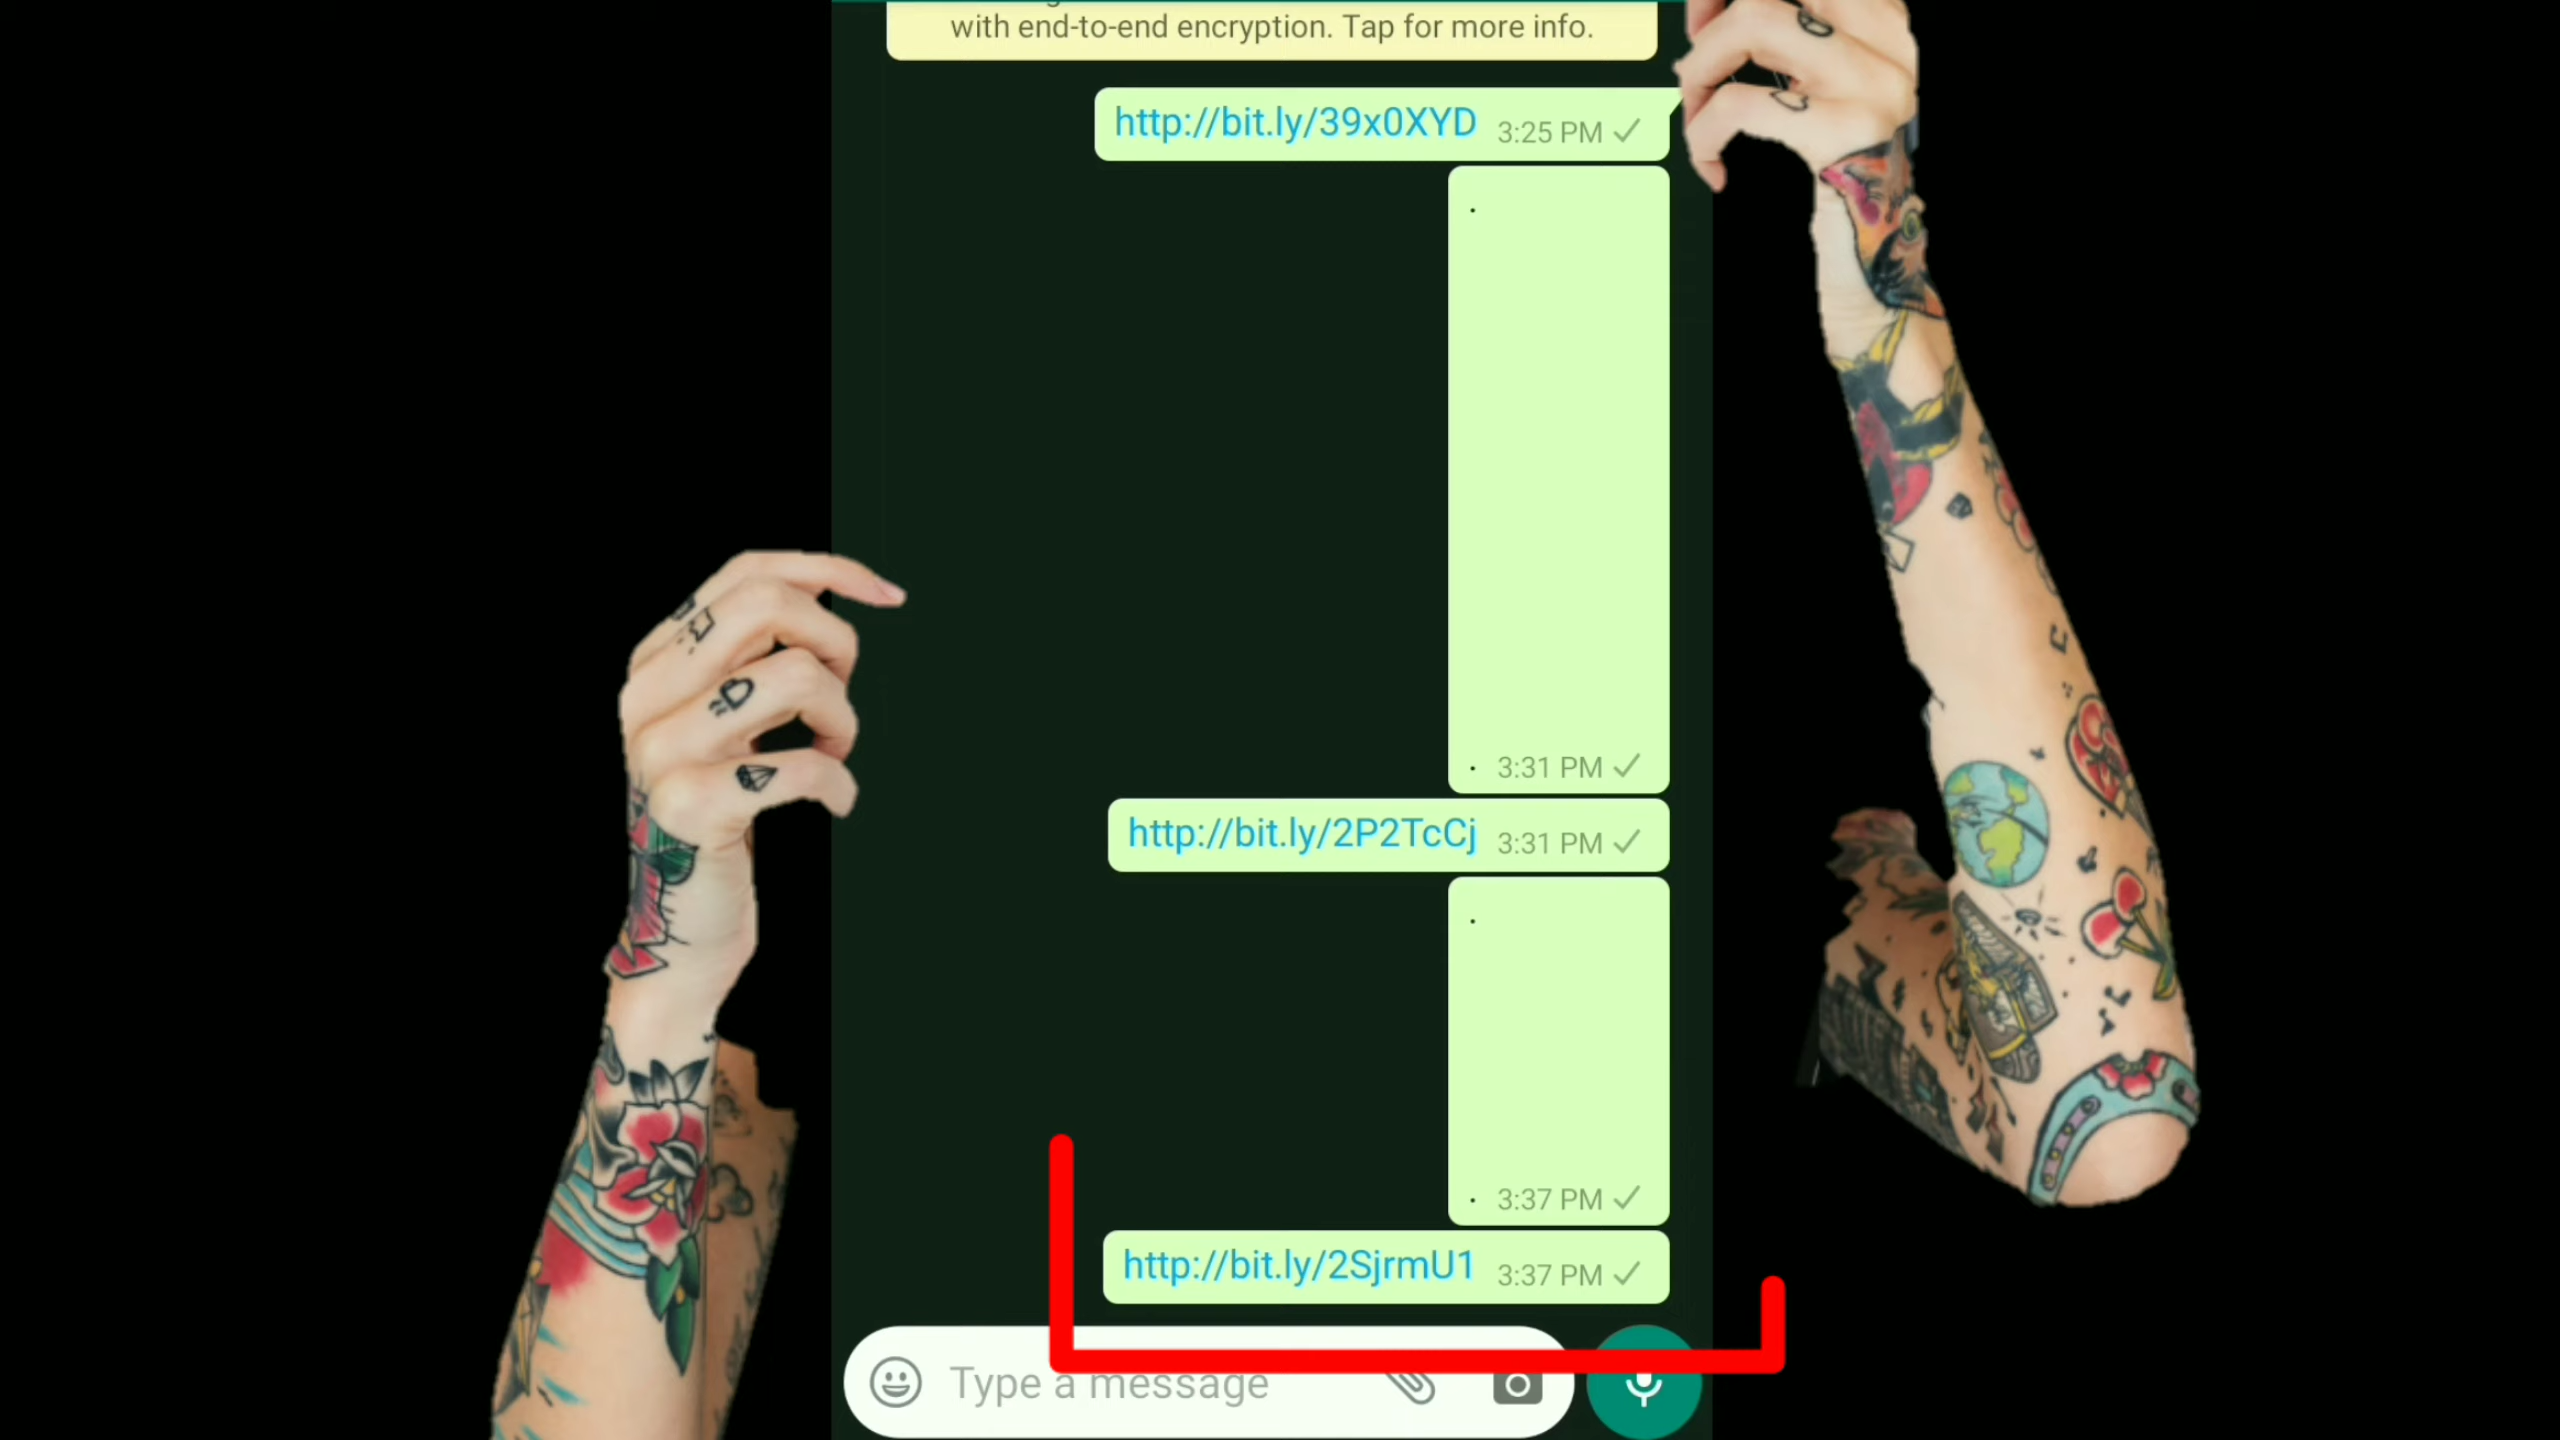 with end-to-end encryption. Tap for more info.
http://bit.ly/39x0XYD 3:25 PM
.
. 3:31 PM
http://bit.ly/2P2TcCj 3:31 PM
.
. 3:37 PM
http://bit.ly/2SjrmU1 3:37 PM
Type a message